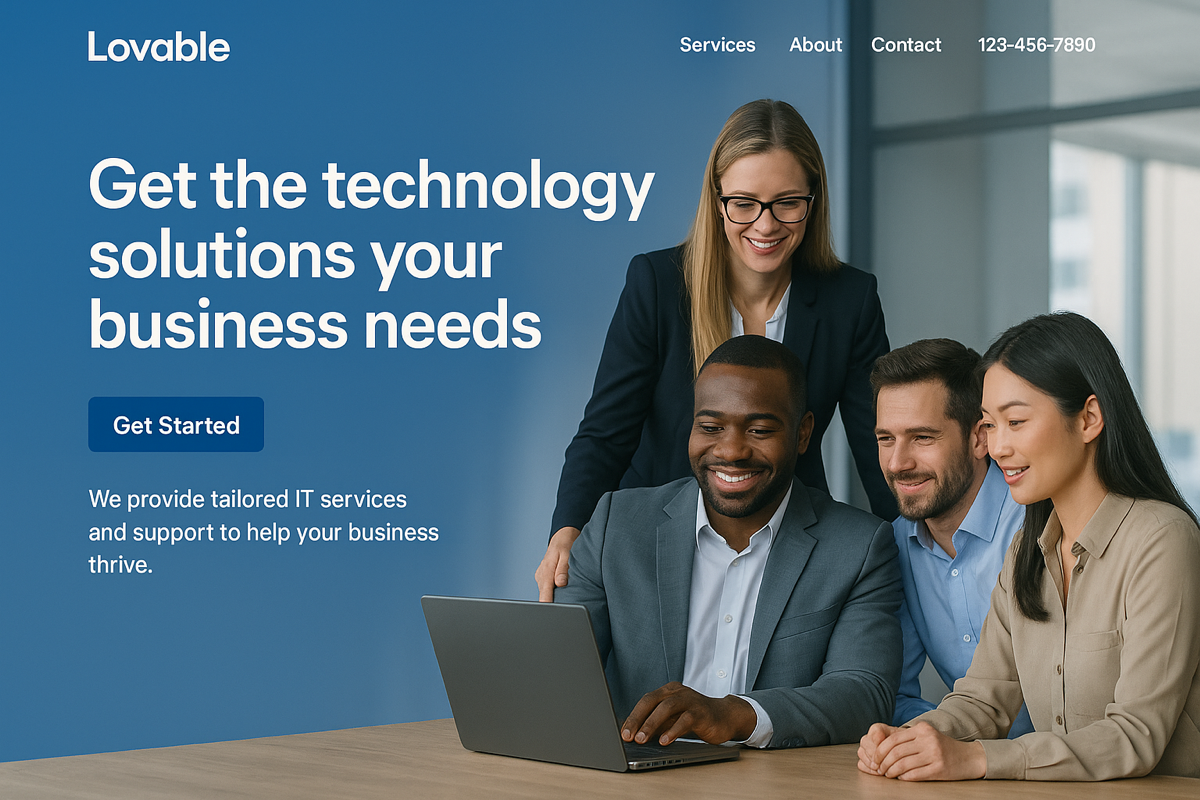 Lovable
Services About Contact 123-456-7890
Get the technology
solutions your
business needs
Get Started
We provide tailored IT services
and support to help your business
thrive.